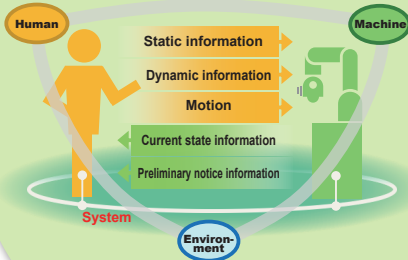 Human
Machine
Static information
Dynamic information
Motion
Current state information
Preliminary notice information
System
Environ-
ment